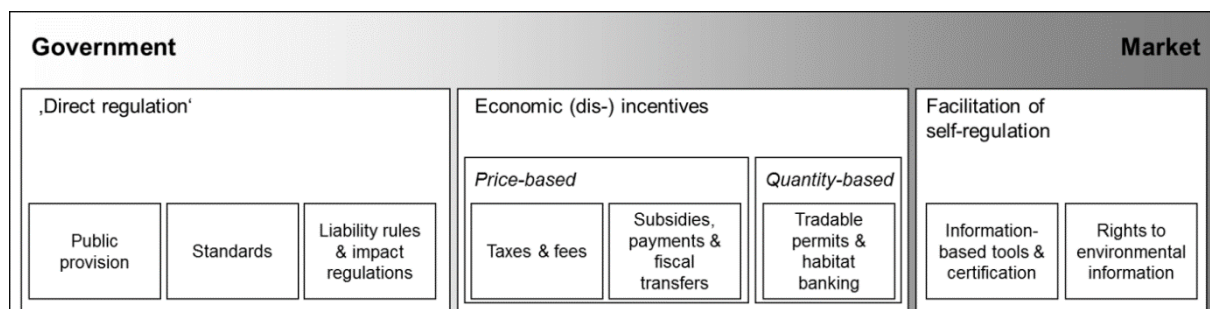 Government
Market
‚Direct regulation‘
Public
provision
Standards
Liability rules
& impact
regulations
Economic (dis-) incentives
Price-based
Taxes & fees
Subsidies,
payments &
fiscal
transfers
Quantity-based
Tradable
permits &
habitat
banking
Facilitation of
self-regulation
Information-
based tools &
certification
Rights to
environmental
information